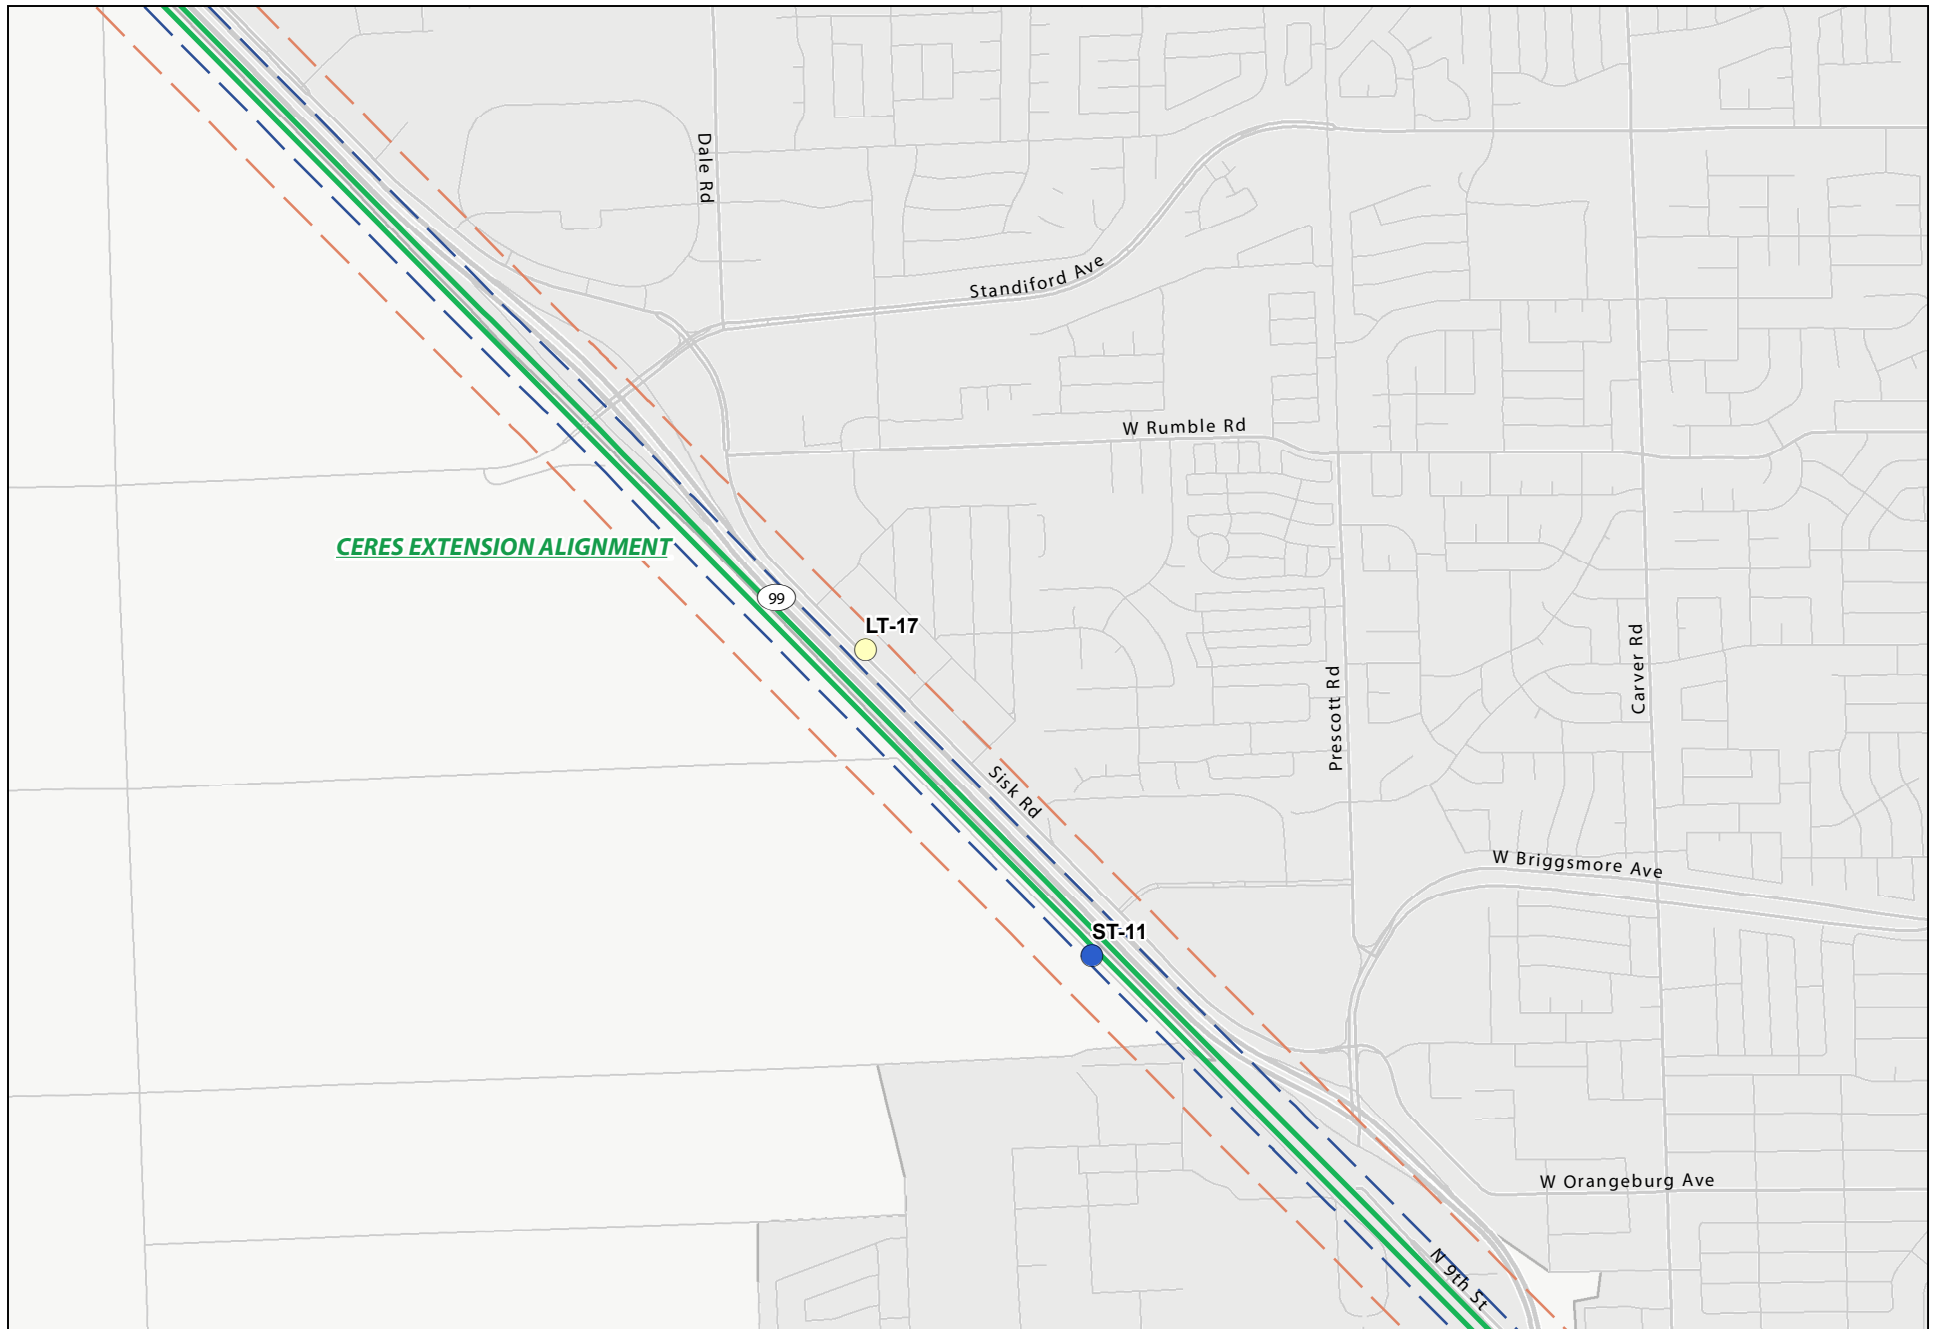 Dale Rd
Standiford Ave
W Rumble Rd
CERES EXTENSION ALIGNMENT
99
LT-17
Carver Rd
Prescott Rd
Sisk Rd
W Briggsmore Ave
ST-11
W Orangeburg Ave
N 9th St